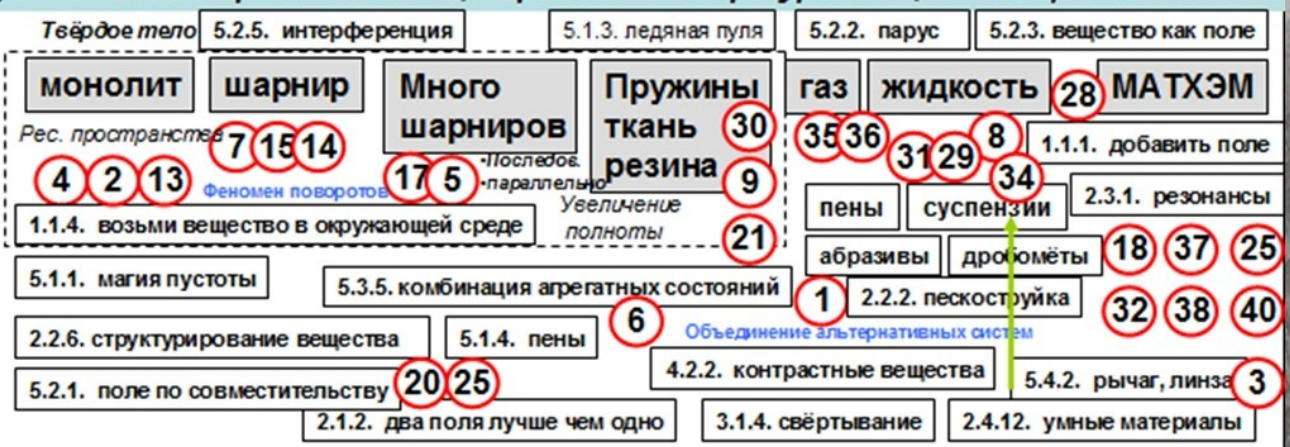 Твёрдое тело 5.2.5. интерференция 5.1.3. ледяная пуля 5.2.2. парус 5.2.3. вещество как поле
монолит шарнир Много шарниров Пружины ткань резина газ жидкость 28 МАТХЭМ
30
Рес. пространства 7 15 14 35 36 31 29 8 1.1.1. добавить поле
4 2 13 Феномен поворотов 17 5 •Последов. •параллельно 9 34
пены суспензии 2.3.1. резонансы
1.1.4. возьми вещество в окружающей среде Увеличение полноты 21
абразивы дробомёты 18 37 25
5.1.1. магия пустоты 5.3.5. комбинация агрегатных состояний 1 2.2.2. пескоструйка 32 38 40
2.2.6. структурирование вещества 5.1.4. пены 6 Объединение альтернативных систем
5.2.1. поле по совместительству 20 25 4.2.2. контрастные вещества 5.4.2. рычаг, линза 3
2.1.2. два поля лучше чем одно 3.1.4. свёртывание 2.4.12. умные материалы